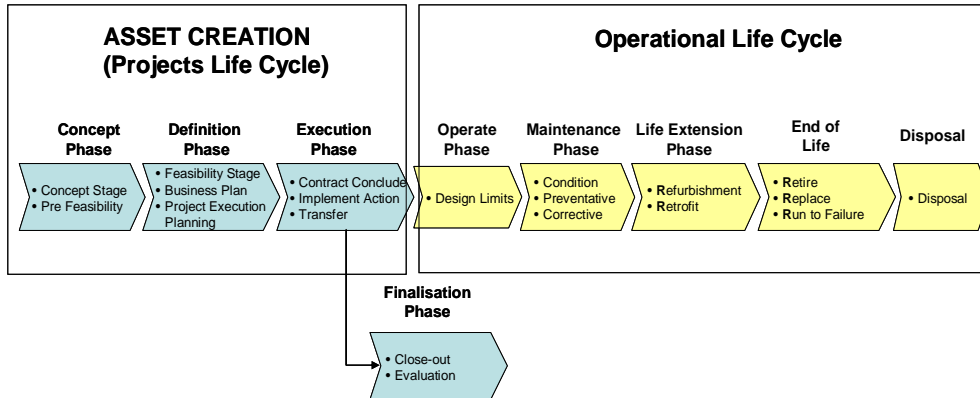 ASSET CREATION
(Projects Life Cycle)
Operational Life Cycle
Concept
Phase
Definition
Phase
Execution
Phase
Operate
Phase
Maintenance
Phase
Life Extension
Phase
End of
Life
Disposal
• Concept Stage
• Pre Feasibility
• Feasibility Stage
• Business Plan
• Project Execution
Planning
• Contract Conclude
• Implement Action
• Transfer
• Design Limits
• Condition
• Preventative
• Corrective
• Refurbishment
• Retrofit
• Retire
• Replace
• Run to Failure
• Disposal
Finalisation
Phase
• Close-out
• Evaluation